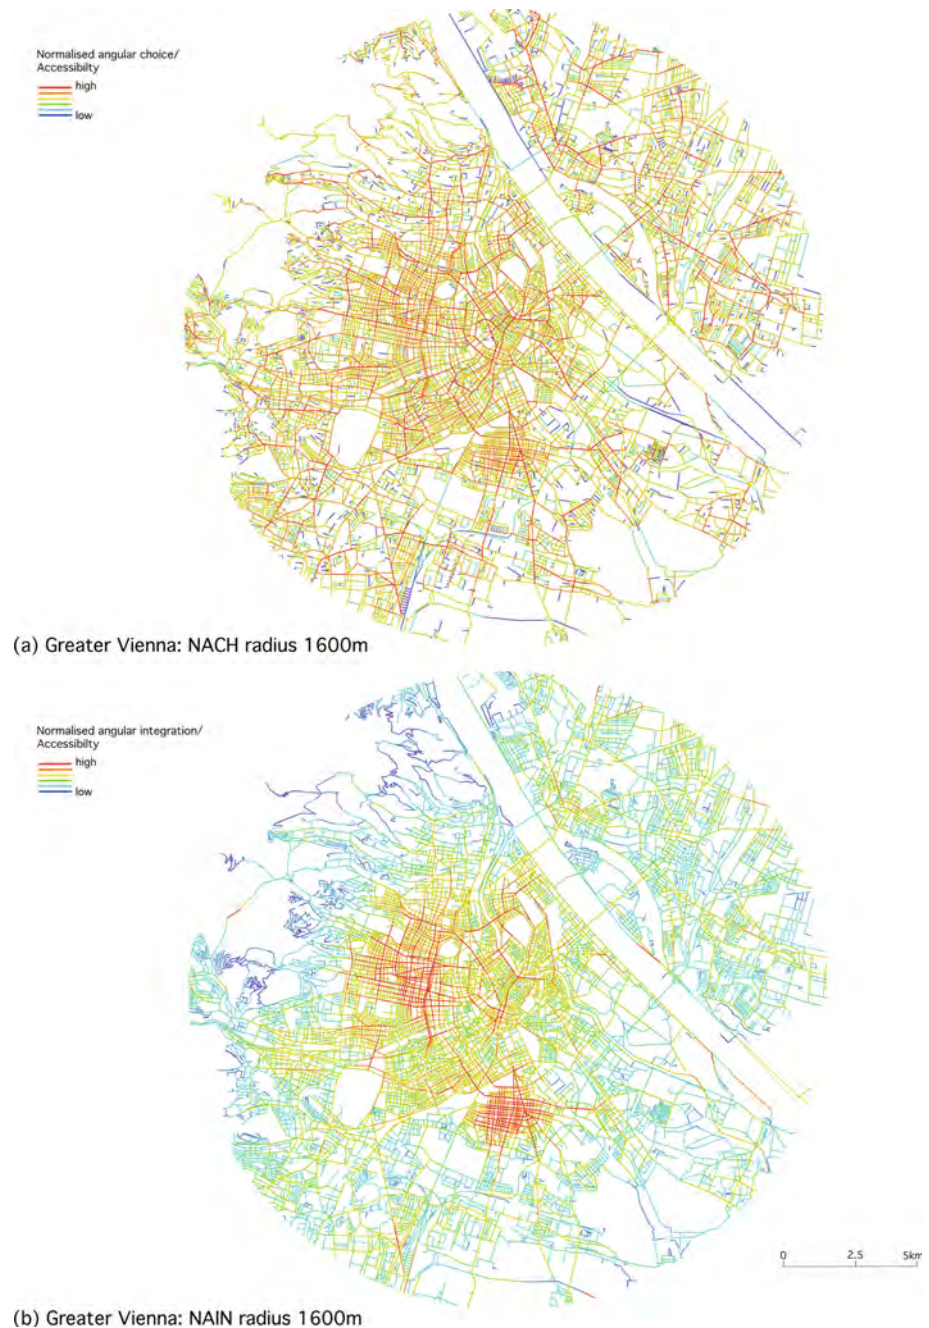 Normalised angular choice/
Accessibilty
high
low
(a) Greater Vienna: NACH radius 1600m
Normalised angular integration/
Accessibilty
high
low
0 2.5 5km
(b) Greater Vienna: NAIN radius 1600m